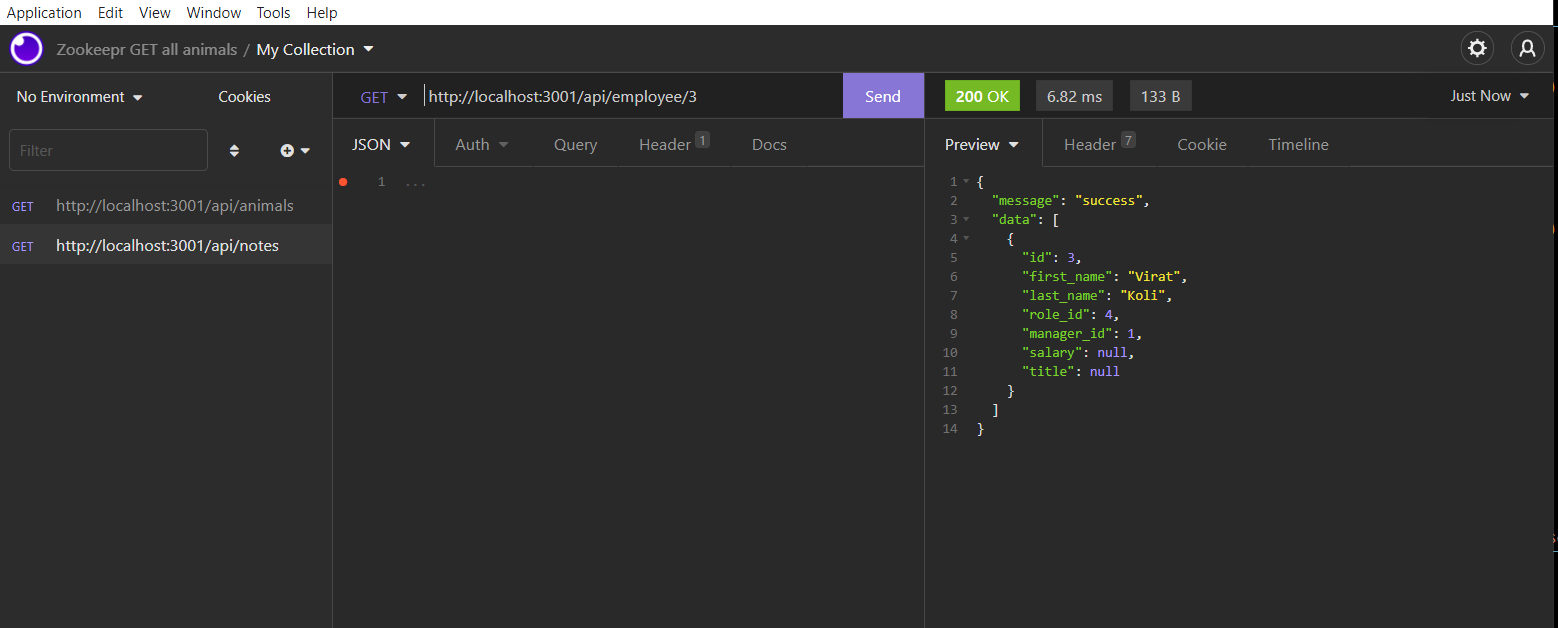 Application Edit View Window Tools Help
Zookeepr GET all animals / My Collection
No Environment Cookies
GET http://localhost:3001/api/employee/3 Send
200 OK 6.82 ms 133 B Just Now
Filter
JSON Auth Query Header 1 Docs
Preview Header 7 Cookie Timeline
GET http://localhost:3001/api/animals
GET http://localhost:3001/api/notes
1 ...
1 {
2 "message": "success",
3 "data": [
4 {
5 "id": 3,
6 "first_name": "Virat",
7 "last_name": "Koli",
8 "role_id": 4,
9 "manager_id": 1,
10 "salary": null,
11 "title": null
12 }
13 ]
14 }